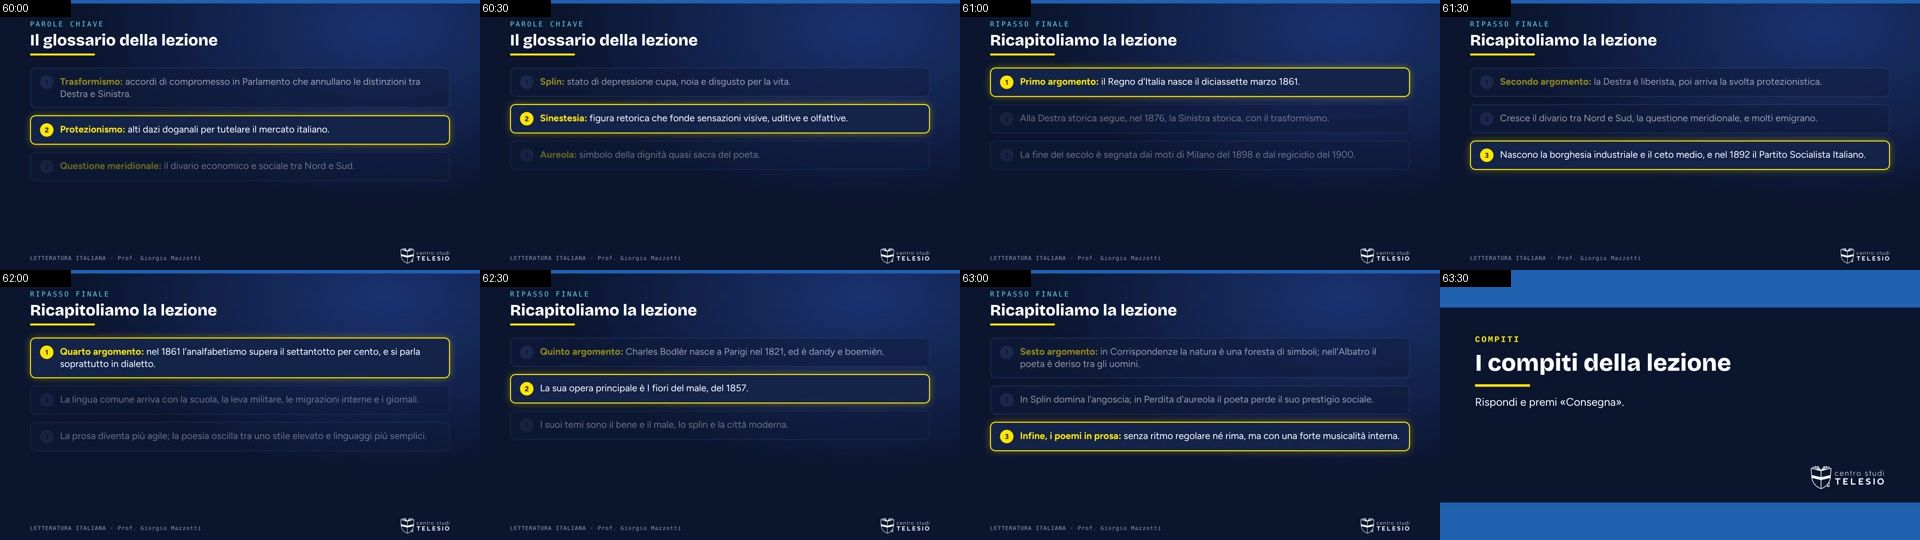 60:00
PAROLE CHIAVE
Il glossario della lezione
1
Trasformismo: accordi di compromesso in Parlamento che annullano le distinzioni tra
Destra e Sinistra.
2
Protezionismo: alti dazi doganali per tutelare il mercato italiano.
3
Questione meridionale: il divario economico e sociale tra Nord e Sud.
LETTERATURA ITALIANA · Prof. Giorgio Mazzotti
centro studi
TELESIO
60:30
PAROLE CHIAVE
Il glossario della lezione
1
Splin: stato di depressione cupa, noia e disgusto per la vita.
2
Sinestesia: figura retorica che fonde sensazioni visive, uditive e olfattive.
3
Aureola: simbolo della dignità quasi sacra del poeta.
LETTERATURA ITALIANA · Prof. Giorgio Mazzotti
centro studi
TELESIO
61:00
RIPASSO FINALE
Ricapitoliamo la lezione
1
Primo argomento: il Regno d'Italia nasce il diciassette marzo 1861.
2
Alla Destra storica segue, nel 1876, la Sinistra storica, con il trasformismo.
3
La fine del secolo è segnata dai moti di Milano del 1898 e dal regicidio del 1900.
LETTERATURA ITALIANA · Prof. Giorgio Mazzotti
centro studi
TELESIO
61:30
RIPASSO FINALE
Ricapitoliamo la lezione
1
Secondo argomento: la Destra è liberista, poi arriva la svolta protezionistica.
2
Cresce il divario tra Nord e Sud, la questione meridionale, e molti emigrano.
3
Nascono la borghesia industriale e il ceto medio, e nel 1892 il Partito Socialista Italiano.
LETTERATURA ITALIANA · Prof. Giorgio Mazzotti
centro studi
TELESIO
62:00
RIPASSO FINALE
Ricapitoliamo la lezione
1
Quarto argomento: nel 1861 l'analfabetismo supera il settantotto per cento, e si parla
soprattutto in dialetto.
2
La lingua comune arriva con la scuola, la leva militare, le migrazioni interne e i giornali.
3
La prosa diventa più agile; la poesia oscilla tra uno stile elevato e linguaggi più semplici.
LETTERATURA ITALIANA · Prof. Giorgio Mazzotti
centro studi
TELESIO
62:30
RIPASSO FINALE
Ricapitoliamo la lezione
1
Quinto argomento: Charles Bodlèr nasce a Parigi nel 1821, ed è dandy e boemièn.
2
La sua opera principale è I fiori del male, del 1857.
3
I suoi temi sono il bene e il male, lo splin e la città moderna.
LETTERATURA ITALIANA · Prof. Giorgio Mazzotti
centro studi
TELESIO
63:00
RIPASSO FINALE
Ricapitoliamo la lezione
1
Sesto argomento: in Corrispondenze la natura è una foresta di simboli; nell'Albatro il
poeta è deriso tra gli uomini.
2
In Splin domina l'angoscia; in Perdita d'aureola il poeta perde il suo prestigio sociale.
3
Infine, i poemi in prosa: senza ritmo regolare né rima, ma con una forte musicalità interna.
LETTERATURA ITALIANA · Prof. Giorgio Mazzotti
centro studi
TELESIO
63:30
COMPITI
I compiti della lezione
Rispondi e premi «Consegna».
centro studi
TELESIO